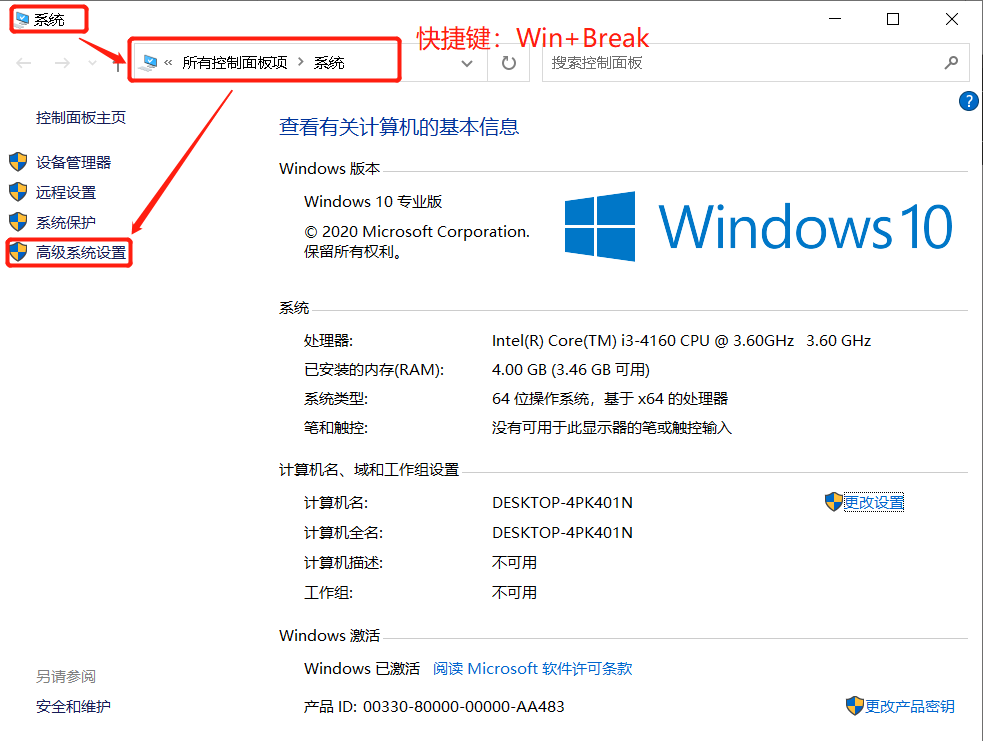 系统
快捷键：Win+Break
« 所有控制面板项 > 系统
搜索控制面板
?
控制面板主页
设备管理器
远程设置
系统保护
高级系统设置
查看有关计算机的基本信息
Windows 版本
Windows 10 专业版
© 2020 Microsoft Corporation.
保留所有权利。
Windows 10
系统
处理器: Intel(R) Core(TM) i3-4160 CPU @ 3.60GHz 3.60 GHz
已安装的内存(RAM): 4.00 GB (3.46 GB 可用)
系统类型: 64 位操作系统，基于 x64 的处理器
笔和触控: 没有可用于此显示器的笔或触控输入
计算机名、域和工作组设置
计算机名: DESKTOP-4PK401N 更改设置
计算机全名: DESKTOP-4PK401N
计算机描述: 不可用
工作组: 不可用
Windows 激活
Windows 已激活 阅读 Microsoft 软件许可条款
产品 ID: 00330-80000-00000-AA483 更改产品密钥
另请参阅
安全和维护